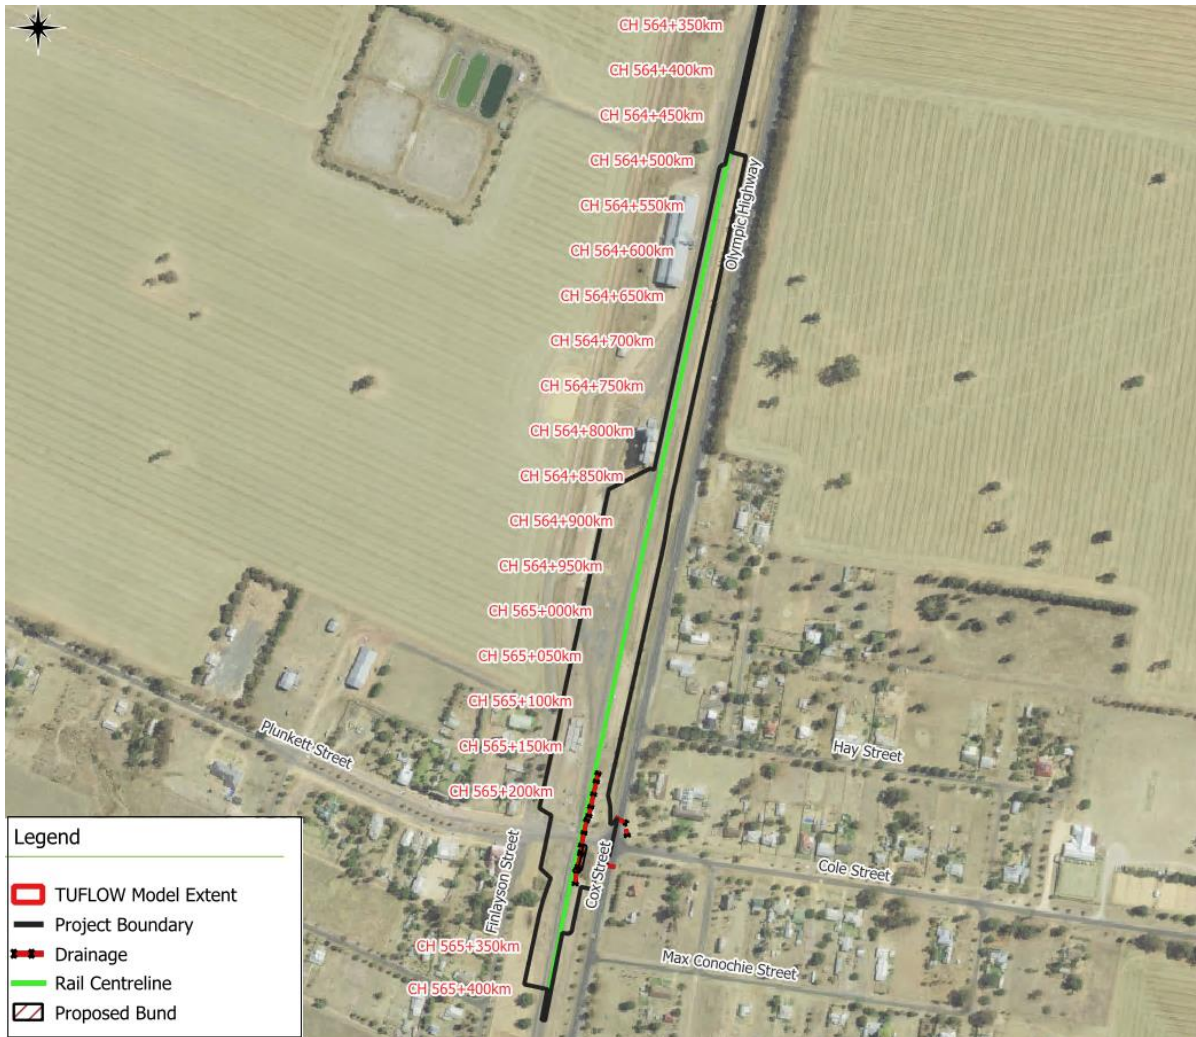 CH 564+350km
CH 564+400km
CH 564+450km
CH 564+500km
CH 564+550km
CH 564+600km
CH 564+650km
CH 564+700km
CH 564+750km
CH 564+800km
CH 564+850km
CH 564+900km
CH 564+950km
CH 565+000km
CH 565+050km
CH 565+100km
CH 565+150km
CH 565+200km
CH 565+350km
CH 565+400km
Olympic Highway
Plunkett Street
Hay Street
Finlayson Street
Cox Street
Cole Street
Max Conochie Street
Legend
TUFLOW Model Extent
Project Boundary
Drainage
Rail Centreline
Proposed Bund